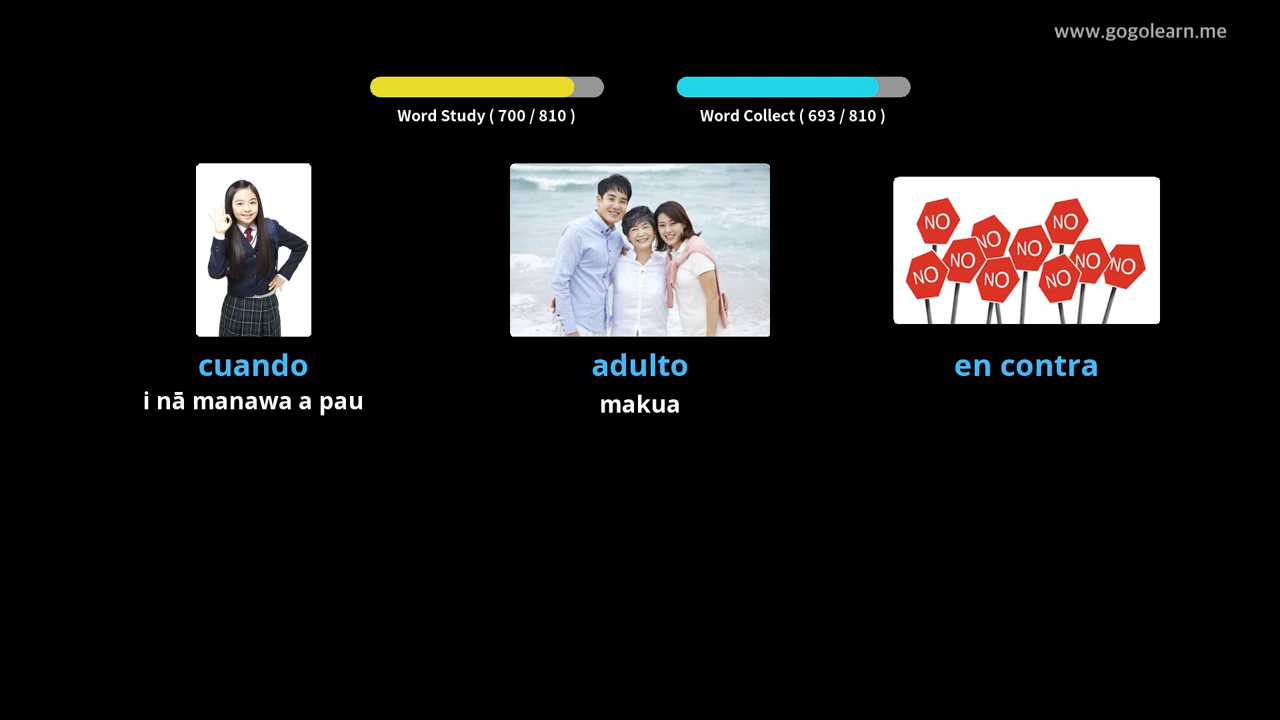 www.gogolearn.me
Word Study ( 700 / 810 )
Word Collect ( 693 / 810 )
NO
NO
NO
NO
NO
NO
NO
NO
NO
NO
cuando
adulto
en contra
i nā manawa a pau
makua